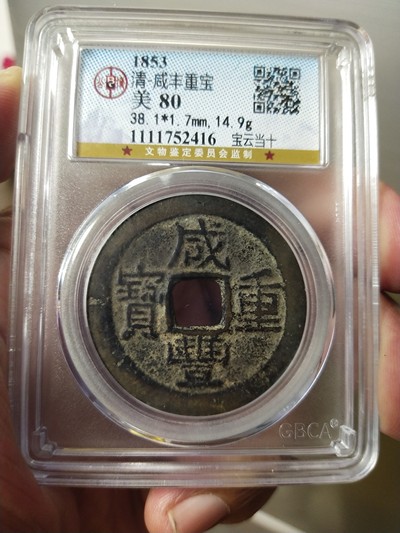 1853
清·咸丰重宝
美 80
38.1*1.7mm,14.9g
1111752416 宝云当十
★ 文物鉴定委员会监制 ★
咸
豐
重
寶
GBCA®